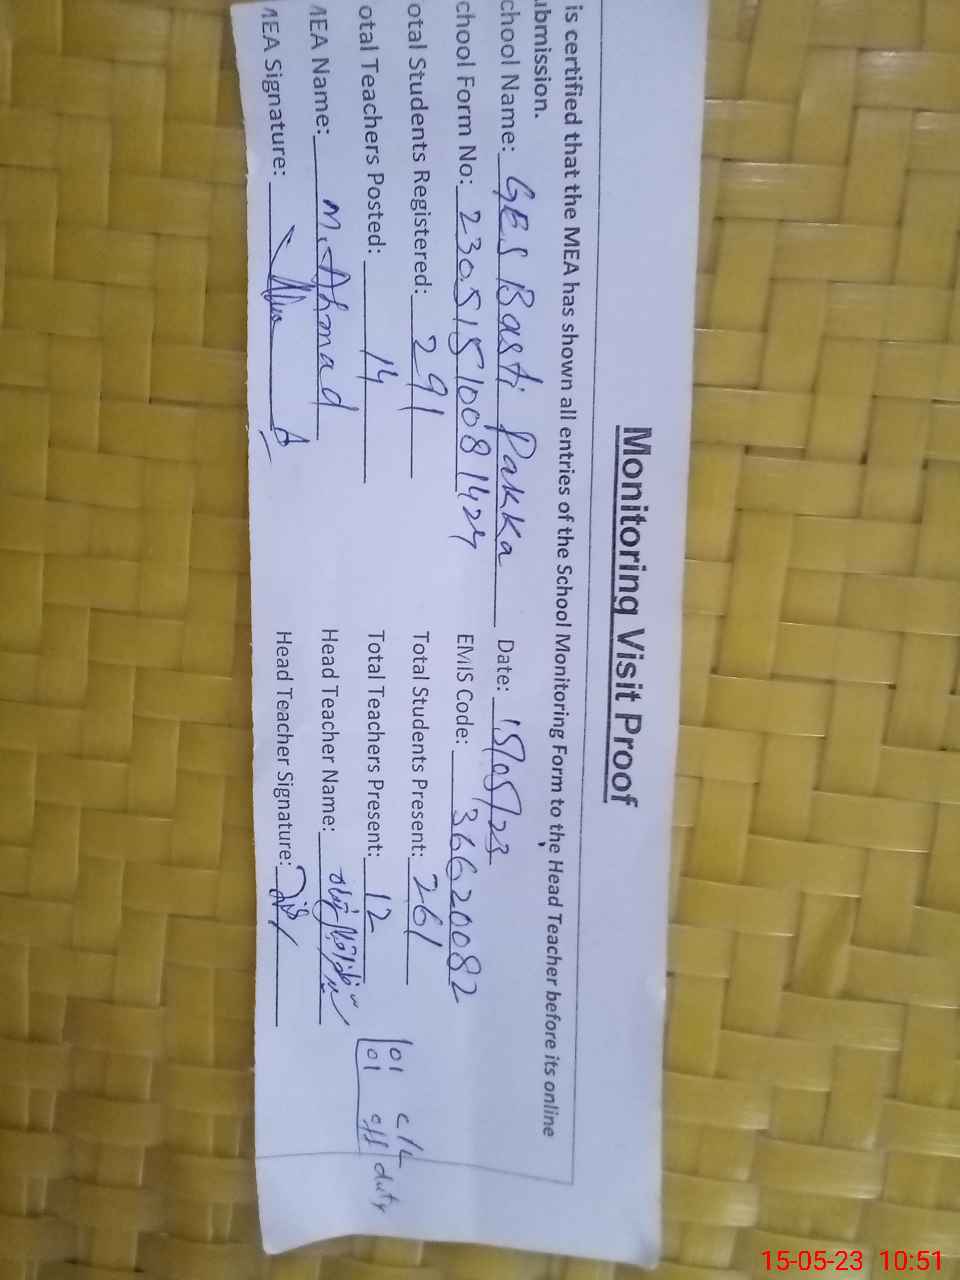 Monitoring Visit Proof
is certified that the MEA has shown all entries of the School Monitoring Form to the Head Teacher before its online
ubmission.
chool Name: GES Basti Pakka Date: 15/05/23
chool Form No: 23051510081424 EMIS Code: 36620082
otal Students Registered: 291 Total Students Present: 261
otal Teachers Posted: 14 Total Teachers Present: 12
01 c/L
01 off duty
MEA Name: M. Ahmad Head Teacher Name:
MEA Signature: Head Teacher Signature:
15-05-23 10:51